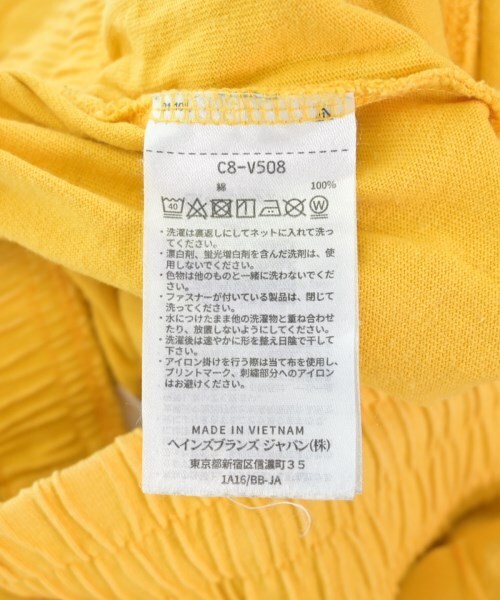 C8-V508
綿 100%
40 W
・洗濯は裏返しにしてネットに入れて洗っ
てください。
・漂白剤、蛍光増白剤を含んだ洗剤は、使
用しないでください。
・色物は他のものと一緒に洗わないでくだ
さい。
・ファスナーが付いている製品は、閉じて
洗ってください。
・水につけたまま他の洗濯物と重ね合わせ
たり、放置しないようにしてください。
・洗濯後は速やかに形を整え日陰で干して
下さい。
・アイロン掛けを行う際は当て布を使用し、
プリントマーク、刺繍部分へのアイロン
はお避けください。
MADE IN VIETNAM
ヘインズブランズ ジャパン(株)
東京都新宿区信濃町35
1A16/BB-JA